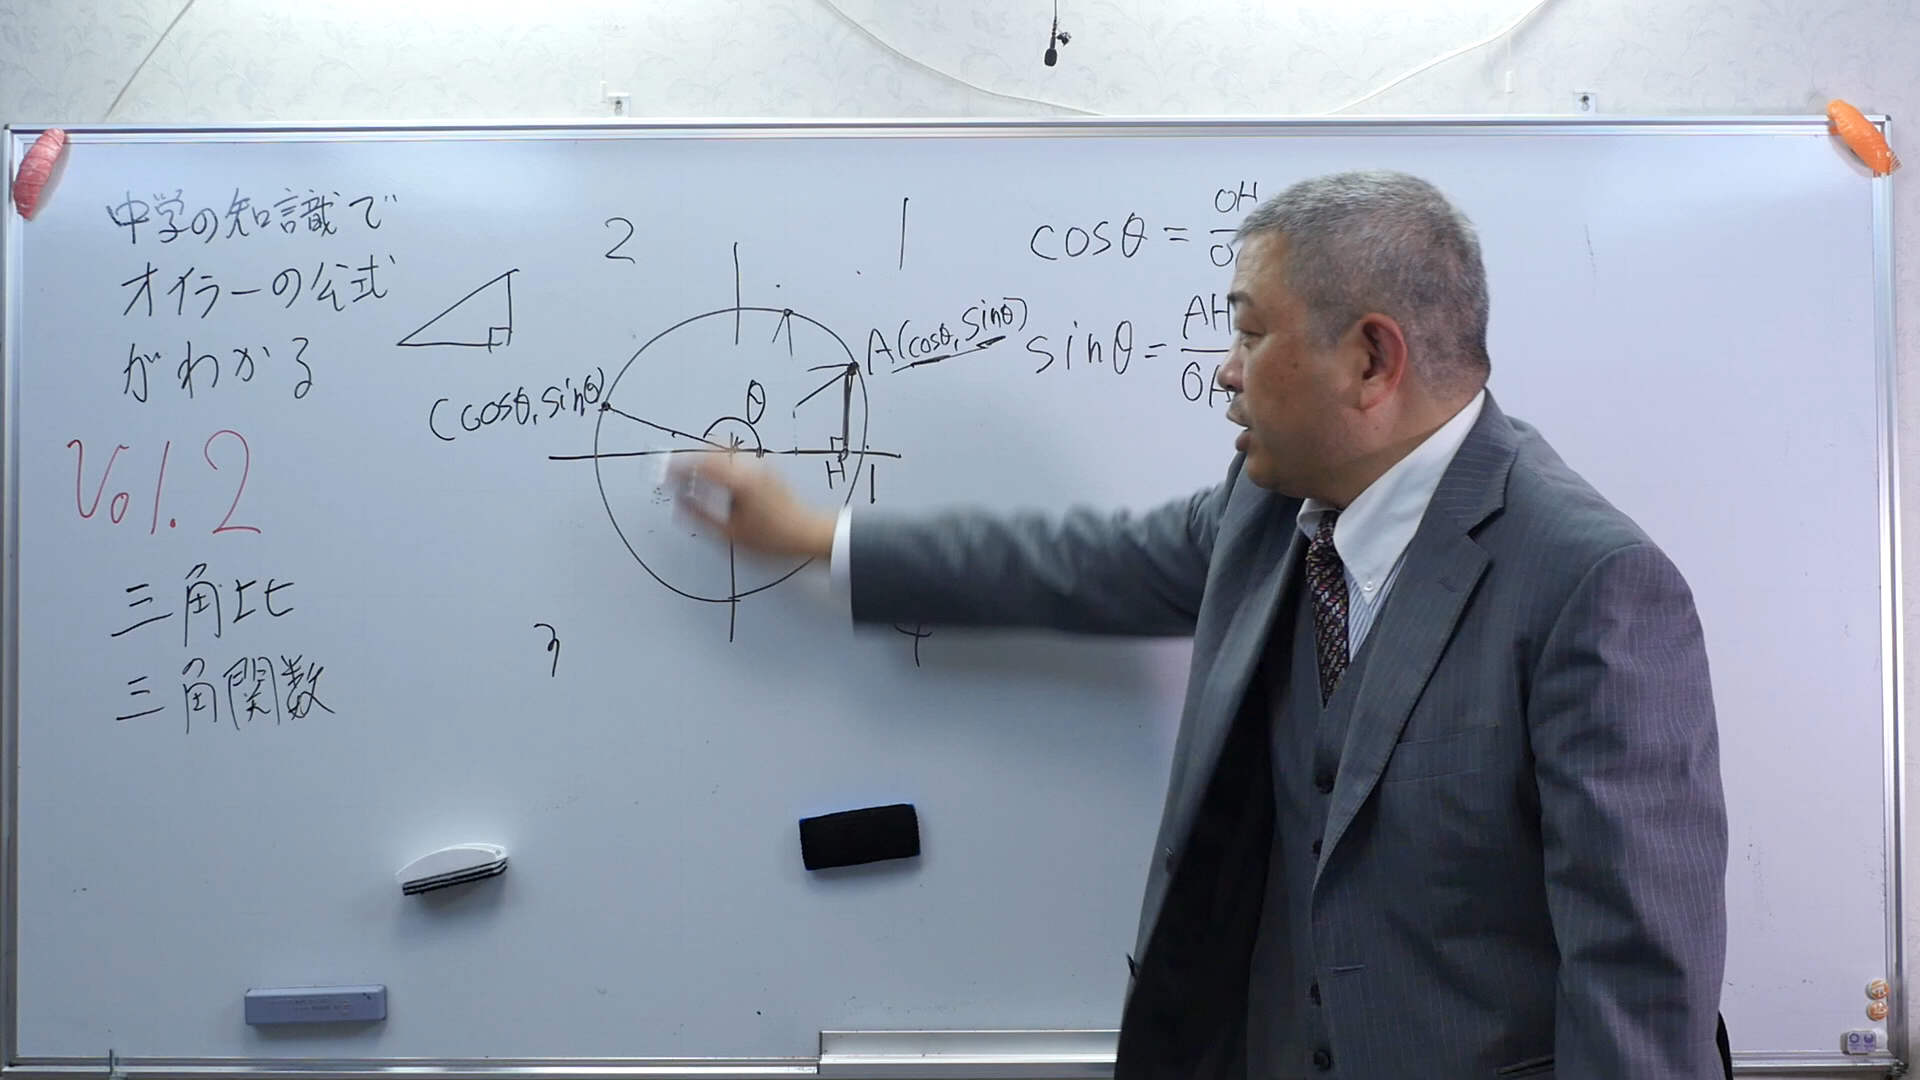 中学の知識で
オイラーの公式
がわかる
Vol.2
三角比
三角関数
2
1
3
4
(cosθ, sinθ)
θ
A(cosθ, sinθ)
H
1
cosθ = OH
sinθ = AH/OA